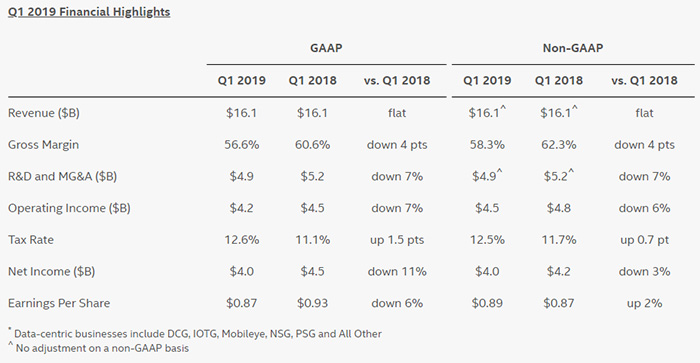 Q1 2019 Financial Highlights
GAAP Non-GAAP
Q1 2019 Q1 2018 vs. Q1 2018 Q1 2019 Q1 2018 vs. Q1 2018
Revenue ($B) $16.1 $16.1 flat $16.1^ $16.1^ flat
Gross Margin 56.6% 60.6% down 4 pts 58.3% 62.3% down 4 pts
R&D and MG&A ($B) $4.9 $5.2 down 7% $4.9^ $5.2^ down 7%
Operating Income ($B) $4.2 $4.5 down 7% $4.5 $4.8 down 6%
Tax Rate 12.6% 11.1% up 1.5 pts 12.5% 11.7% up 0.7 pt
Net Income ($B) $4.0 $4.5 down 11% $4.0 $4.2 down 3%
Earnings Per Share $0.87 $0.93 down 6% $0.89 $0.87 up 2%
* Data-centric businesses include DCG, IOTG, Mobileye, NSG, PSG and All Other
^ No adjustment on a non-GAAP basis